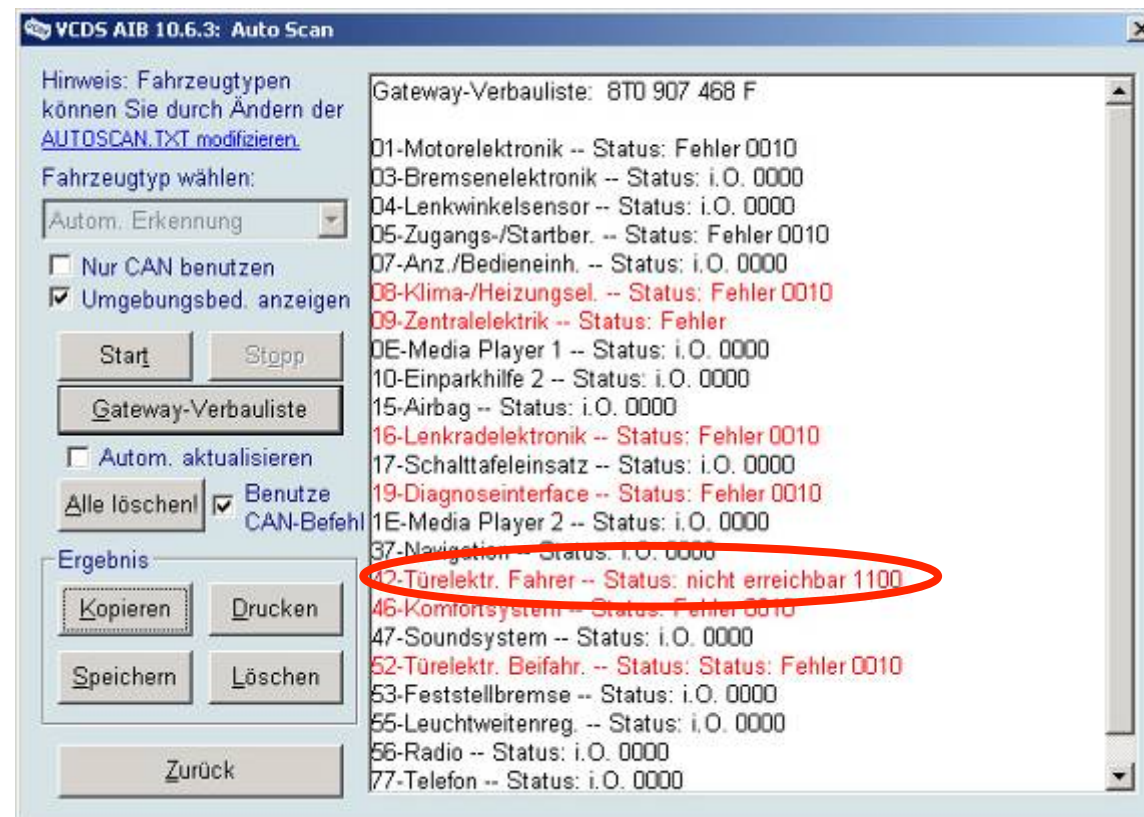 VCDS AIB 10.6.3: Auto Scan
Hinweis: Fahrzeugtypen
können Sie durch Ändern der
AUTOSCAN.TXT modifizieren.
Fahrzeugtyp wählen:
Autom. Erkennung
Nur CAN benutzen
Umgebungsbed. anzeigen
Start Stopp
Gateway-Verbauliste
Autom. aktualisieren
Alle löschen! Benutze
CAN-Befehl
Ergebnis
Kopieren Drucken
Speichern Löschen
Zurück
Gateway-Verbauliste: 8T0 907 468 F
01-Motorelektronik -- Status: Fehler 0010
03-Bremsenelektronik -- Status: i.O. 0000
04-Lenkwinkelsensor -- Status: i.O. 0000
05-Zugangs-/Startber. -- Status: Fehler 0010
07-Anz./Bedieneinh. -- Status: i.O. 0000
08-Klima-/Heizungsel. -- Status: Fehler 0010
09-Zentralelektrik -- Status: Fehler
0E-Media Player 1 -- Status: i.O. 0000
10-Einparkhilfe 2 -- Status: i.O. 0000
15-Airbag -- Status: i.O. 0000
16-Lenkradelektronik -- Status: Fehler 0010
17-Schalttafeleinsatz -- Status: i.O. 0000
19-Diagnoseinterface -- Status: Fehler 0010
1E-Media Player 2 -- Status: i.O. 0000
37-Navigation -- Status: i.O. 0000
42-Türelektr. Fahrer -- Status: nicht erreichbar 1100
46-Komfortsystem -- Status: Fehler 0010
47-Soundsystem -- Status: i.O. 0000
52-Türelektr. Beifahr. -- Status: Status: Fehler 0010
53-Feststellbremse -- Status: i.O. 0000
55-Leuchtweitenreg. -- Status: i.O. 0000
56-Radio -- Status: i.O. 0000
77-Telefon -- Status: i.O. 0000